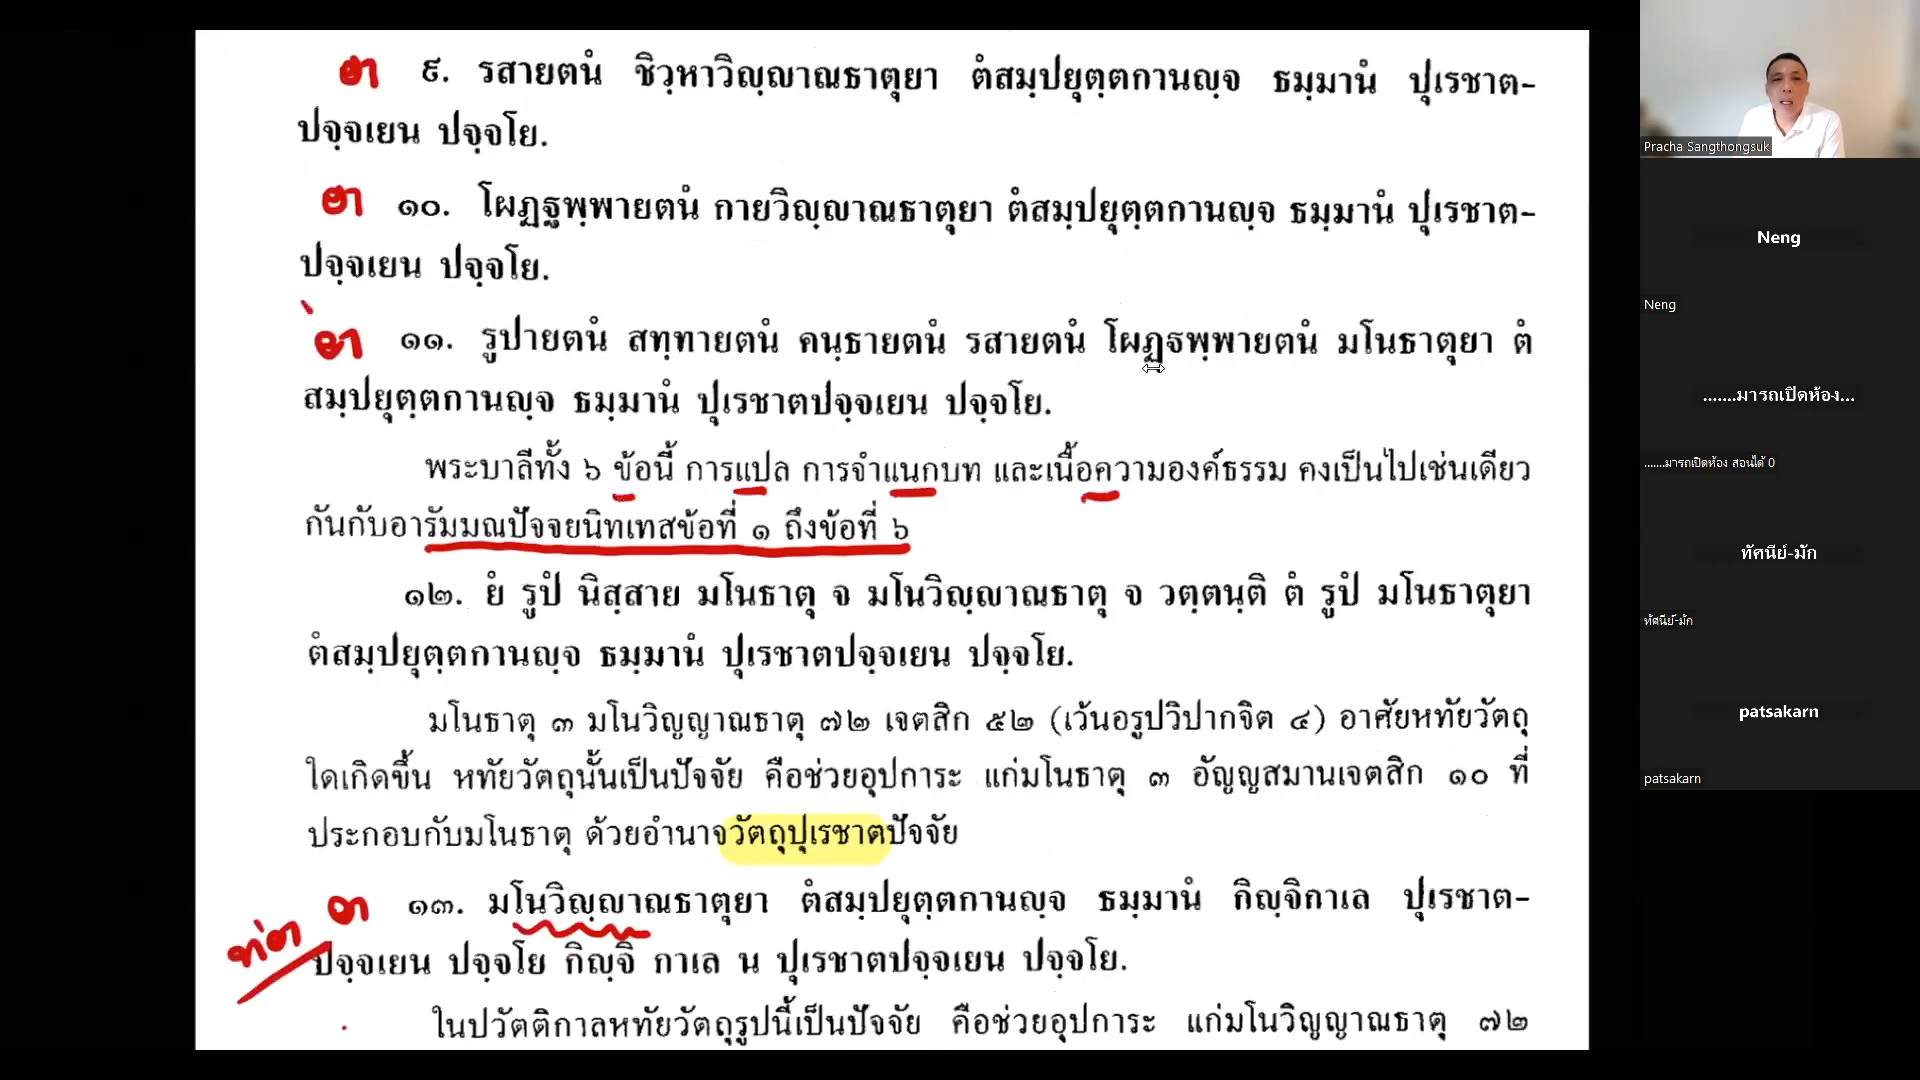 ๙. รสายตนํ ชิวฺหาวิญฺญาณธาตุยา ตํสมฺปยุตฺตกานญฺจ ธมฺมานํ ปุเรชาต-
ปจฺจเยน ปจฺจโย.
๑๐. โผฏฺฐพฺพายตนํ กายวิญฺญาณธาตุยา ตํสมฺปยุตฺตกานญฺจ ธมฺมานํ ปุเรชาต-
ปจฺจเยน ปจฺจโย.
๑๑. รูปายตนํ สทฺทายตนํ คนฺธายตนํ รสายตนํ โผฏฺฐพฺพายตนํ มโนธาตุยา ตํ
สมฺปยุตฺตกานญฺจ ธมฺมานํ ปุเรชาตปจฺจเยน ปจฺจโย.
พระบาลีทั้ง ๖ ข้อนี้ การแปล การจำแนกบท และเนื้อความองค์ธรรม คงเป็นไปเช่นเดียว
กันกับอารัมมณปัจจยนิทเทสข้อที่ ๑ ถึงข้อที่ ๖
๑๒. ยํ รูปํ นิสฺสาย มโนธาตุ จ มโนวิญฺญาณธาตุ จ วตฺตนฺติ ตํ รูปํ มโนธาตุยา
ตํสมฺปยุตฺตกานญฺจ ธมฺมานํ ปุเรชาตปจฺจเยน ปจฺจโย.
มโนธาตุ ๓ มโนวิญญาณธาตุ ๗๒ เจตสิก ๕๒ (เว้นอรูปวิปากจิต ๔) อาศัยหทัยวัตถุ
ใดเกิดขึ้น หทัยวัตถุนั้นเป็นปัจจัย คือช่วยอุปการะ แก่มโนธาตุ ๓ อัญญสมานเจตสิก ๑๐ ที่
ประกอบกับมโนธาตุ ด้วยอำนาจวัตถุปุเรชาตปัจจัย
๑๓. มโนวิญฺญาณธาตุยา ตํสมฺปยุตฺตกานญฺจ ธมฺมานํ กิญฺจิกาเล ปุเรชาต-
ปจฺจเยน ปจฺจโย กิญฺจิ กาเล น ปุเรชาตปจฺจเยน ปจฺจโย.
ในปวัตติกาลหทัยวัตถุรูปนี้เป็นปัจจัย คือช่วยอุปการะ แก่มโนวิญญาณธาตุ ๗๒
Pracha Sangthongsuk
Neng
Neng
.......มารถเปิดห้อง...
.......มารถเปิดห้อง สอนได้ 0
ทัศนีย์-มัก
ทัศนีย์-มัก
patsakarn
patsakarn